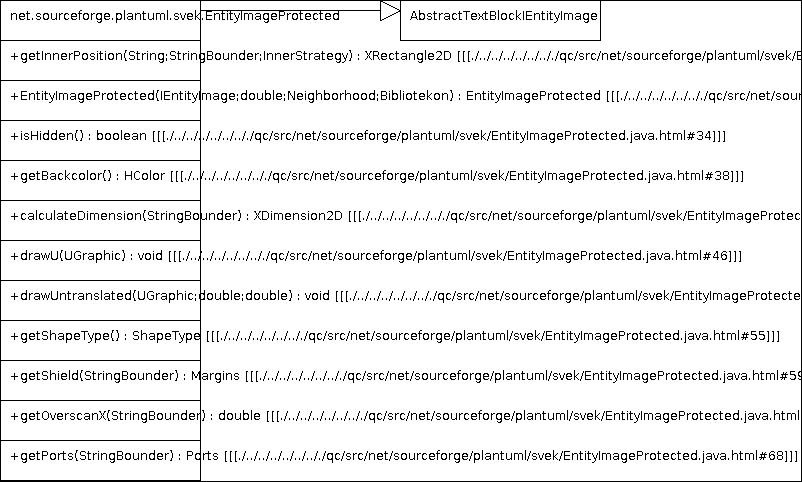 net.sourceforge.plantuml.svek.EntityImageProtected
AbstractTextBlockIEntityImage
+getInnerPosition(String;StringBounder;InnerStrategy) : XRectangle2D [[[./../../../../../../../qc/src/net/sourceforge/plantuml/svek/E
+EntityImageProtected(IEntityImage;double;Neighborhood;Bibliotekon) : EntityImageProtected [[[./../../../../../../../qc/src/net/sour
+isHidden() : boolean [[[./../../../../../../../qc/src/net/sourceforge/plantuml/svek/EntityImageProtected.java.html#34]]]
+getBackcolor() : HColor [[[./../../../../../../../qc/src/net/sourceforge/plantuml/svek/EntityImageProtected.java.html#38]]]
+calculateDimension(StringBounder) : XDimension2D [[[./../../../../../../../qc/src/net/sourceforge/plantuml/svek/EntityImageProtec
+drawU(UGraphic) : void [[[./../../../../../../../qc/src/net/sourceforge/plantuml/svek/EntityImageProtected.java.html#46]]]
+drawUntranslated(UGraphic;double;double) : void [[[./../../../../../../../qc/src/net/sourceforge/plantuml/svek/EntityImageProtecte
+getShapeType() : ShapeType [[[./../../../../../../../qc/src/net/sourceforge/plantuml/svek/EntityImageProtected.java.html#55]]]
+getShield(StringBounder) : Margins [[[./../../../../../../../qc/src/net/sourceforge/plantuml/svek/EntityImageProtected.java.html#59
+getOverscanX(StringBounder) : double [[[./../../../../../../../qc/src/net/sourceforge/plantuml/svek/EntityImageProtected.java.html
+getPorts(StringBounder) : Ports [[[./../../../../../../../qc/src/net/sourceforge/plantuml/svek/EntityImageProtected.java.html#68]]]